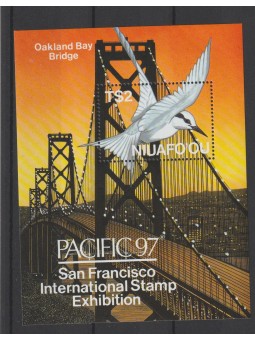 Oakland Bay
Bridge
T$2
NIUAFO'OU
PACIFIC 97
San Francisco
International Stamp
Exhibition